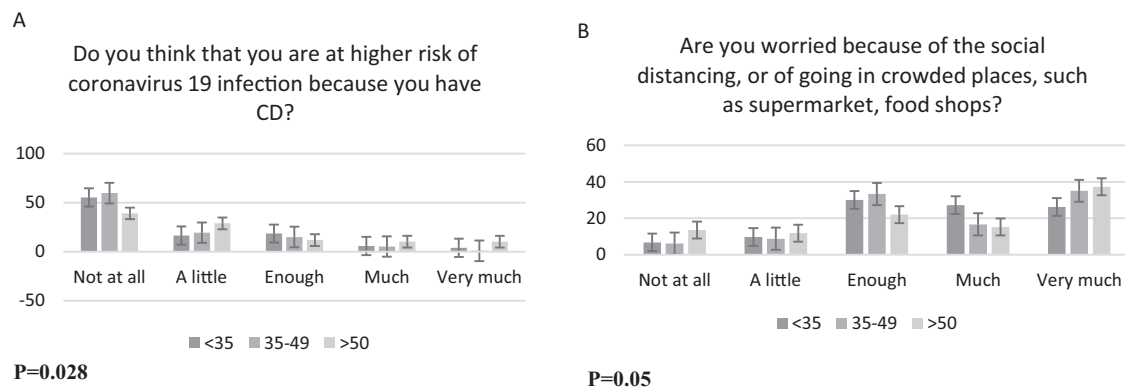 A
Do you think that you are at higher risk of
coronavirus 19 infection because you have
CD?
100
50
0
-50
Not at all A little Enough Much Very much
<35 35-49 >50
P=0.028
B
Are you worried because of the social
distancing, or of going in crowded places, such
as supermarket, food shops?
60
40
20
0
Not at all A little Enough Much Very much
<35 35-49 >50
P=0.05